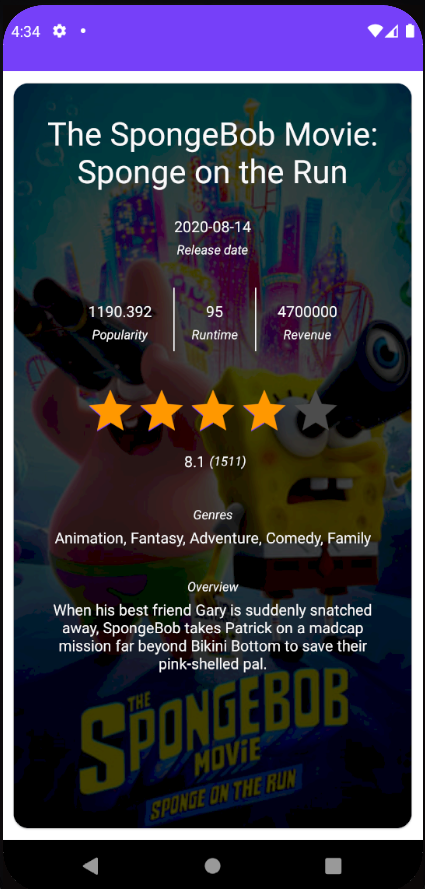 4:34
The SpongeBob Movie:
Sponge on the Run
2020-08-14
Release date
1190.392 95 4700000
Popularity Runtime Revenue
8.1 (1511)
Genres
Animation, Fantasy, Adventure, Comedy, Family
Overview
When his best friend Gary is suddenly snatched
away, SpongeBob takes Patrick on a madcap
mission far beyond Bikini Bottom to save their
pink-shelled pal.
THE
SPONGEBOB
MOVIE
SPONGE ON THE RUN